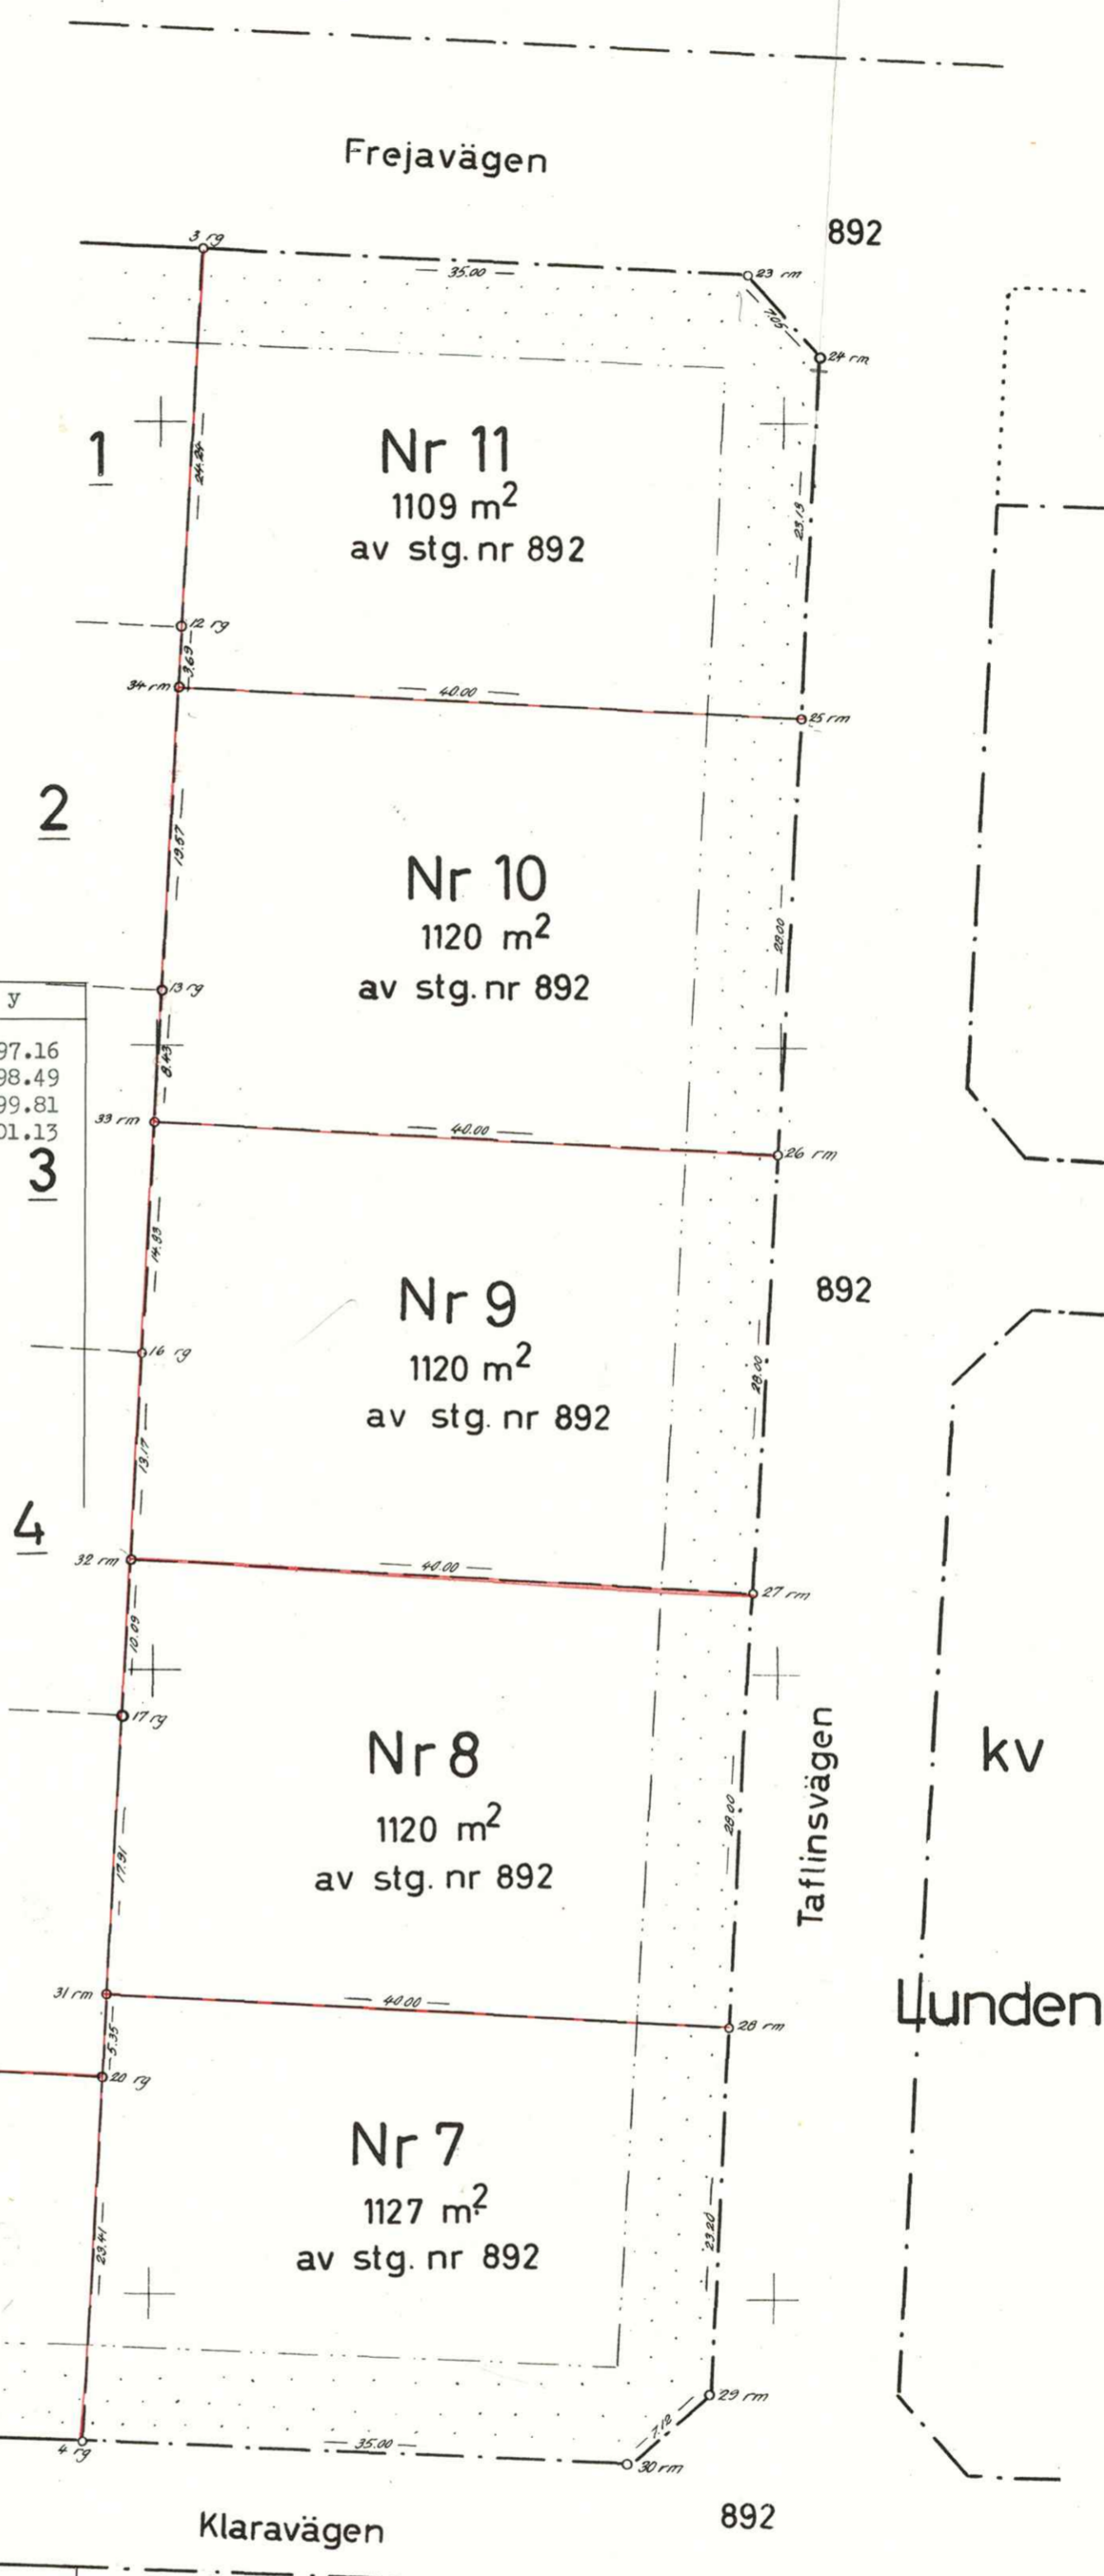 Frejavägen
892
3 rg
35.00
23 rm
7.05
24 rm
1
24.24
Nr 11
1109 m²
av stg. nr 892
23.13
12 rg
3.69
34 rm
40.00
25 rm
2
19.57
Nr 10
1120 m²
av stg. nr 892
28.00
y
13 rg
97.16
98.49
99.81
01.13
8.43
33 rm
40.00
26 rm
3
14.83
Nr 9
1120 m²
av stg. nr 892
892
28.00
16 rg
13.17
4
32 rm
40.00
27 rm
10.09
17 rg
Nr 8
1120 m²
av stg. nr 892
28.00
Taflinsvägen
kv
17.91
Lunden
31 rm
40.00
28 rm
5.35
20 rg
Nr 7
1127 m²
av stg. nr 892
23.41
23.20
29 rm
7.12
4 rg
35.00
30 rm
Klaravägen
892